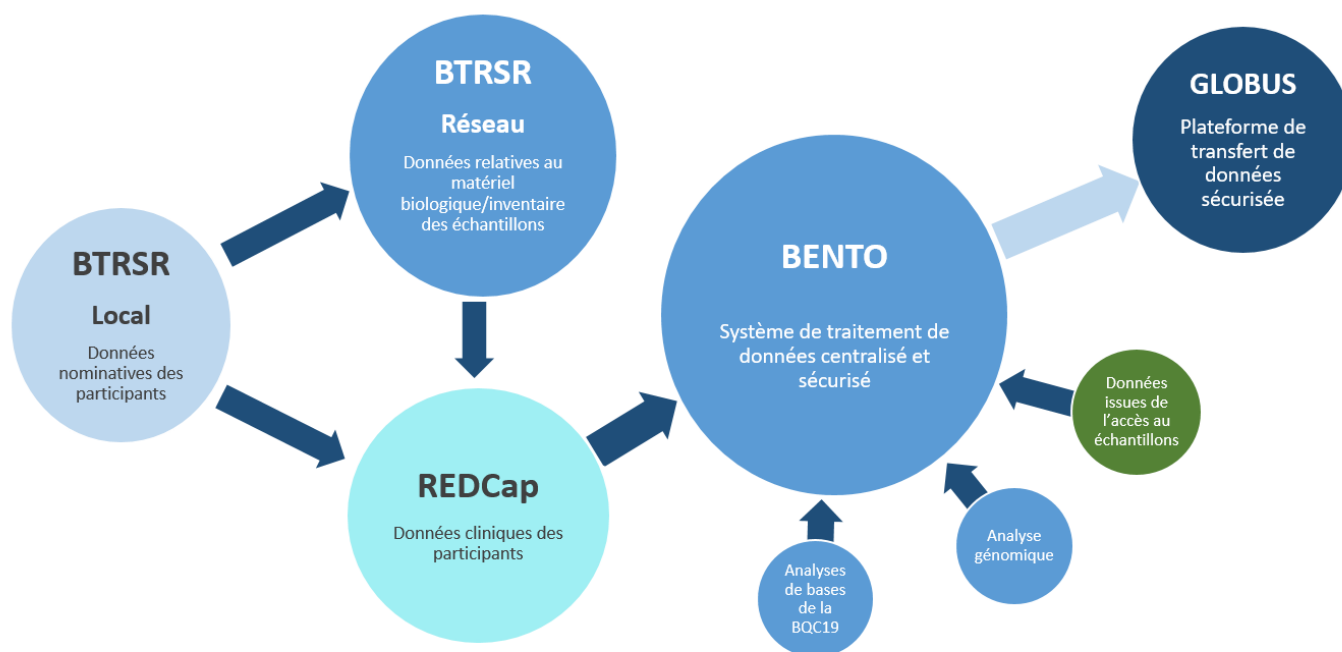 BTRSR
Local
Données
nominatives des
participants
BTRSR
Réseau
Données relatives au
matériel
biologique/inventaire
des échantillons
REDCap
Données cliniques des
participants
BENTO
Système de traitement de
données centralisé et
sécurisé
GLOBUS
Plateforme de
transfert de
données
sécurisée
Données
issues de
l’accès au
échantillons
Analyse
génomique
Analyses
de bases
de la
BQC19